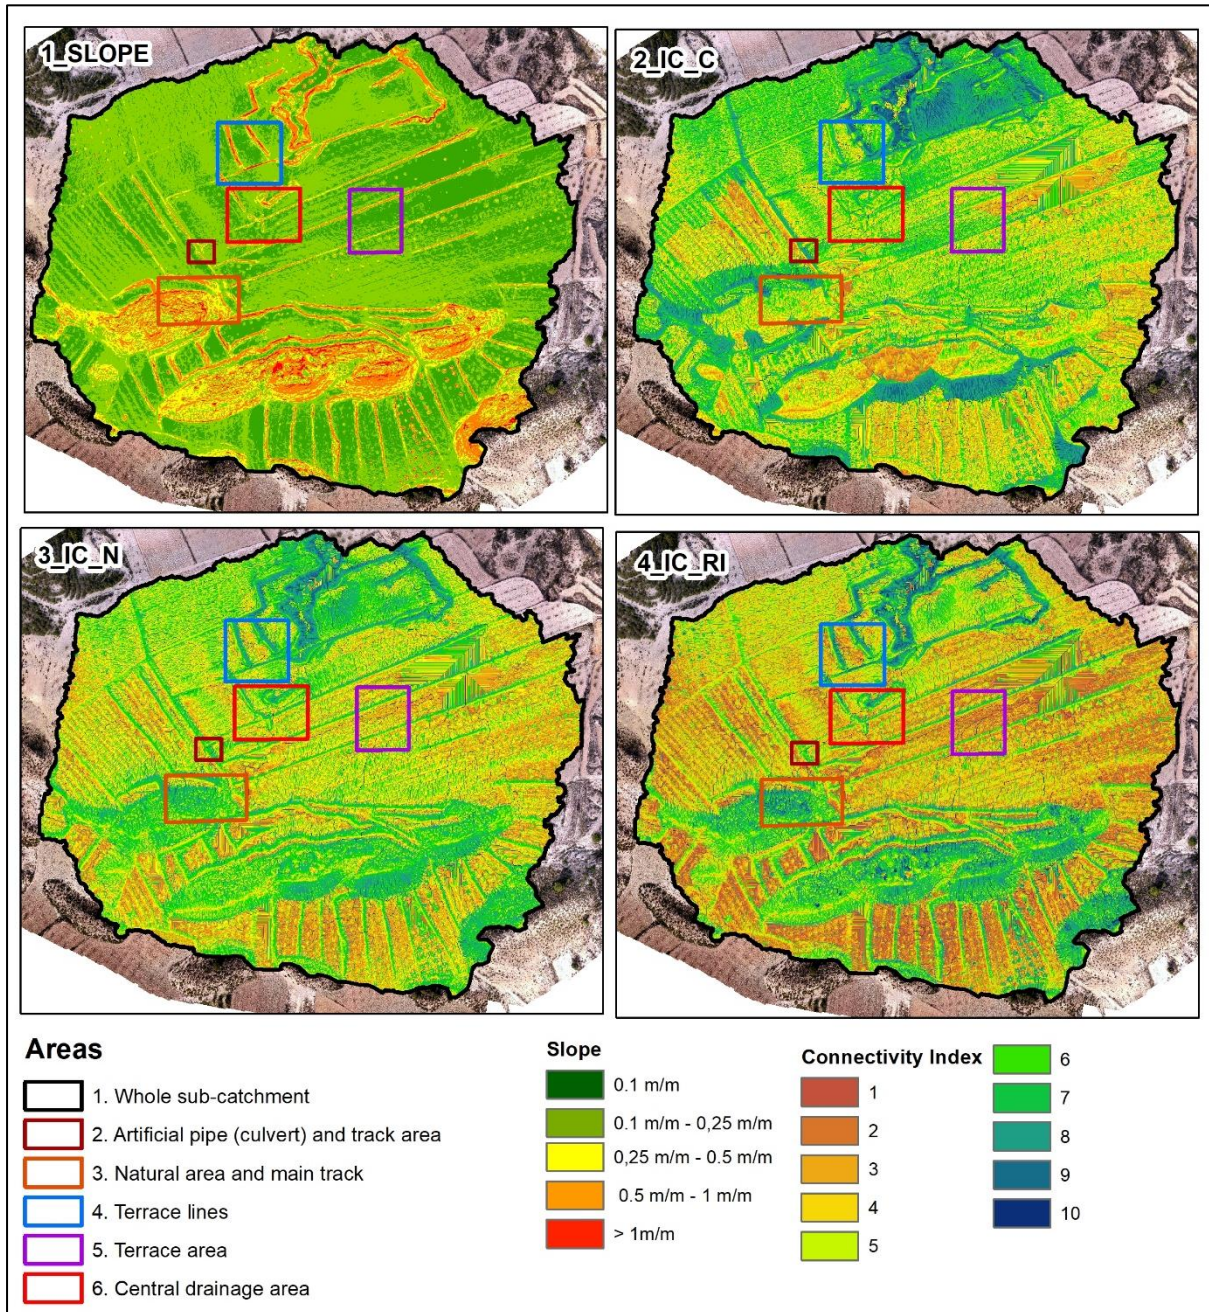 1_SLOPE
2_IC_C
3_IC_N
4_IC_RI
Areas
1. Whole sub-catchment
2. Artificial pipe (culvert) and track area
3. Natural area and main track
4. Terrace lines
5. Terrace area
6. Central drainage area
Slope
0.1 m/m
0.1 m/m - 0,25 m/m
0,25 m/m - 0.5 m/m
0.5 m/m - 1 m/m
> 1m/m
Connectivity Index
1
2
3
4
5
6
7
8
9
10